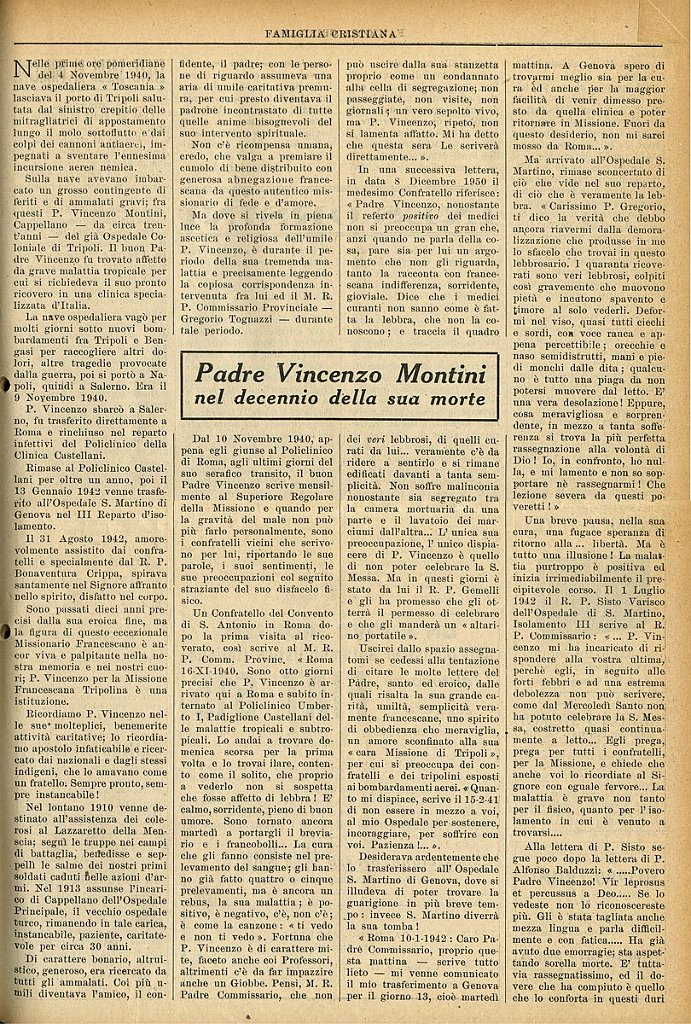 FAMIGLIA CRISTIANA
Padre Vincenzo Montini
nel decennio della sua morte
Nelle prime ore pomeridiane
del 4 Novembre 1940, la
nave ospedaliera « Toscania »
lasciava il porto di Tripoli salu-
tata dal sinistro crepitio delle
mitragliatrici di appostamento
lungo il molo sottoflutto e dai
colpi dei cannoni antiaerei, im-
pegnati a sventare l'ennesima
incursione aerea nemica.
Sulla nave avevano imbar-
cato un grosso contingente di
feriti e di ammalati gravi; fra
questi P. Vincenzo Montini,
Cappellano — da circa tren-
t'anni — del già Ospedale Co-
loniale di Tripoli. Il buon Pa-
dre Vincenzo fu trovato affetto
da grave malattia tropicale per
cui si richiedeva il suo pronto
ricovero in una clinica specia-
lizzata d'Italia.
La nave ospedaliera vagò per
molti giorni sotto nuovi bom-
bardamenti fra Tripoli e Ben-
gasi per raccogliere altri do-
lori, altre tragedie provocate
dalla guerra, poi si portò a Na-
poli, quindi a Salerno. Era il
9 Novembre 1940.
P. Vincenzo sbarcò a Saler-
no, fu trasferito direttamente a
Roma e rinchiuso nel reparto
infettivi del Policlinico della
Clinica Castellani.
Rimase al Policlinico Castel-
lani per oltre un anno, poi il
13 Gennaio 1942 venne trasfe-
rito all'Ospedale S. Martino di
Genova nel III Reparto d'iso-
lamento.
Il 31 Agosto 1942, amore-
volmente assistito dai confra-
telli e specialmente dal R. P.
Bonaventura Orippi, spirava
santamente nel Signore affranto
nello spirito, disfatto nel corpo.
Sono passati dieci anni pre-
cisi dalla sua eroica fine, ma
la figura di questo eccezionale
Missionario Francescano è an-
cor viva e palpitante nella no-
stra memoria e nei nostri cuo-
ri; P. Vincenzo per la Missione
Francescana Tripolina è una
istituzione.
Ricordiamo P. Vincenzo nel-
le sue molteplici, benemerite
attività caritative; lo ricordia-
mo apostolo infaticabile e ricer-
cato dai nazionali e dagli stessi
indigeni, che lo amavano come
un fratello. Sempre pronto, sem-
pre instancabile!
Nel lontano 1910 venne de-
stinato all'assistenza dei cole-
rosi al Lazzaretto della Men-
scia; seguì le truppe nei campi
di battaglia, benedisse e sep-
pellì le salme dei nostri primi
soldati caduti nelle azioni d'ar-
mi. Nel 1913 assunse l'incari-
co di Cappellano dell'Ospedale
Principale, il vecchio ospedale
turco, rimanendo in tale carica,
instancabile, paziente, caritate-
vole per circa 30 anni.
Di carattere bonario, altrui-
stico, generoso, era ricercato da
tutti gli ammalati. Coi più u-
mili diventava l'amico, il con-
fidente, il padre; con le perso-
ne di riguardo assumeva una
aria di umile caritativa premu-
ra, per cui presto diventava il
padrone incontrastato di tutte
quelle anime bisognevoli del
suo intervento spirituale.
Non c'è ricompensa umana,
credo, che valga a premiare il
cumolo di bene distribuito con
generosa abnegazione france-
scana da questo autentico mis-
sionario di fede e d'amore.
Ma dove si rivela in piena
luce la profonda formazione
ascetica e religiosa dell'umile
P. Vincenzo, è durante il pe-
riodo della sua tremenda ma-
lattia e precisamente leggendo
la copiosa corrispondenza in-
tervenuta fra lui ed il M. R.
P. Commissario Provinciale —
Gregorio Tognazzi — durante
tale periodo.
Dal 10 Novembre 1940, ap-
pena egli giunse al Policlinico
di Roma, agli ultimi giorni del
suo serafico transito, il buon
Padre Vincenzo scrive mensil-
mente al Superiore Regolare
della Missione e quando per
la gravità del male non può
più farlo personalmente, sono
i confratelli vicini che scrivo-
no per lui, riportando le sue
parole, i suoi sentimenti, le
sue preoccupazioni col seguito
straziante del suo disfacelo fi-
sico.
Un Confratello del Convento
di S. Antonio in Roma do-
po la prima visita al ricove-
rato, così scrive al M. R.
P. Comm. Provinc. « Roma
16-XI-1940. Sono otto giorni
precisi che P. Vincenzo è ar-
rivato qui a Roma e subito in-
ternato al Policlinico Umber-
to I, Padiglione Castellani del-
le malattie tropicali e subtro-
picali. Lo andai a trovare do-
menica scorsa per la prima
volta e lo trovai ilare, conten-
to come il solito, che proprio
a vederlo non si sospetta
che fosse affetto di lebbra! E'
calmo, sorridente, pieno di buon
umore. Sono tornato ancora
martedì a portargli il brevia-
rio e i francobolli... La cura
che gli fanno consiste nel pre-
levamento del sangue; gli han-
no già fatto quattro o cinque
prelevamenti, ma è ancora un
rebus, la sua malattia; è po-
sitivo, è negativo, c'è, non c'è;
è come la canzone : « ti vedo
e non ti vedo ». Fortuna che
P. Vincenzo è di carattere mi-
te, faceto anche coi Professori,
altrimenti c'è da far impazzire
anche un Giobbe. Pensi, M. R.
Padre Commissario, che non
può uscire dalla sua stanzetta
proprio come un condannato
alla cella di segregazione; non
passeggiate, non visite, non
giornali ; un vero sepolto vivo,
ma P. Vincenzo, ripeto, non
si lamenta affatto. Mi ha detto
che questa sera Le scriverà
direttamente... ».
In una successiva lettera,
in data 8 Dicembre 1950 il
medesimo Confratello riferisce:
« Padre Vincenzo, nonostante
il referto positivo dei medici
non si preoccupa un gran che,
anzi quando ne parla della co-
sa, pare sia per lui un argo-
mento che non gli riguarda,
tanto la racconta con france-
scana indifferenza, sorridente,
gioviale. Dice che i medici
curanti non sanno come è fat-
ta la lebbra, che non la co-
noscono ; e traccia il quadro
dei veri lebbrosi, di quelli cu-
rati da lui... veramente c'è da
ridere a sentirlo e si rimane
edificati davanti a tanta sem-
plicità. Non soffre malinconia
nonostante sia segregato tra
la camera mortuaria da una
parte e il lavatoio dei mar-
ciumi dall'altra... L' unica sua
preoccupazione, l' unico dispia-
cere di P. Vincenzo è quello
di non poter celebrare la S.
Messa. Ma in questi giorni è
stato da lui il R. P. Gemelli
e gli ha promesso che gli ot-
terrà il permesso di celebrare
e che gli manderà un « altari-
no portatile ».
Uscirei dallo spazio assegna-
tomi se cedessi alla tentazione
di citare le molte lettere del
Padre, santo ed eroico, dalle
quali risalta la sua grande ca-
rità, umiltà, semplicità vera-
mente francescane, uno spirito
di obbedienza che meraviglia,
un amore sconfinato alla sua
« cara Missione di Tripoli »,
per cui si preoccupa dei con-
fratelli e dei tripolini esposti
ai bombardamenti aerei. « Quan-
to mi dispiace, scrive il 15-2-41
di non essere in mezzo a voi,
al mio Ospedale per sostenere,
incoraggiare, per soffrire con
voi. Pazienza !... ».
Desiderava ardentemente che
lo trasferissero all' Ospedale
S. Martino di Genova, dove si
illudeva di poter trovare la
guarigione in più breve tem-
po : invece S. Martino diverrà
la sua tomba !
« Roma 10-1-1942 : Caro Pa-
dré Commissario, proprio que-
sta mattina — scrive tutto
lieto — mi venne comunicato
il mio trasferimento a Genova
per il giorno 13, cioè martedì
mattina. A Genova spero di
trovarmi meglio sia per la cu-
ra ed anche per la maggior
facilità di venir dimesso pre-
sto da quella clinica e poter
ritornare in Missione. Fuori da
questo desiderio, non mi sarei
mosso da Roma... ».
Ma arrivato all'Ospedale S.
Martino, rimase sconcertato di
ciò che vide nel suo reparto,
di ciò che è veramente la leb-
bra. « Carissimo P. Gregorio,
ti dico la verità che debbo
ancora riavermi dalla demora-
lizzazione che produsse in me
lo sfacelo che trovai in questo
lebbrosario. I quaranta ricove-
rati sono veri lebbrosi, colpiti
così gravemente che muovono
pietà e incutono spavento e
timore al solo vederli. Defor-
mi nel viso, quasi tutti ciechi
e sordi, con voce rauca e ap-
pena percettibile ; orecchie e
naso semidistrutti, mani e pie-
di monchi dalle dita ; qualcu-
no è tutto una piaga da non
potersi muovere dal letto. E'
una vera desolazione ! Eppure,
cosa meravigliosa e sorpren-
dente, in mezzo a tanta soffe-
renza si trova la più perfetta
rassegnazione alla volontà di
Dio ! Io, in confronto, ho nul-
la, e mi lamento e non so sop-
portare nè rassegnarmi ! Che
lezione severa da questi po-
veretti ! »
Una breve pausa, nella sua
cura, una fugace speranza di
ritorno alla... libertà. Ma è
tutto una illusione ! La malat-
tia purtroppo è positiva ed
inizia irrimediabilmente il pre-
cipitevole corso. Il 1 Luglio
1942 il R. P. Sisto Varisco
dell'Ospedale di S. Martino,
Isolamento III scrive al R.
P. Commissario : « ... P. Vin-
cenzo mi ha incaricato di ri-
spondere alla vostra ultima,
perchè egli, in seguito alle
forti febbri e ad una estrema
debolezza non può scrivere,
come dal Mercoledì Santo non
ha potuto celebrare la S. Mes-
sa, costretto quasi continua-
mente a letto... Egli prega,
prega per tutti i confratelli,
per la Missione, e chiede che
anche voi lo ricordiate al Si-
gnore con eguale fervore... La
malattia è grave non tanto
per il fisico, quanto per l'iso-
lamento in cui è venuto a
trovarsi....
Alla lettera di P. Sisto se-
gue poco dopo la lettera di P.
Alfonso Balduzzi: « .....Povero
Padre Vincenzo! Vir leprosus
et percussus a Deo.... Se lo
vedeste non lo riconoscereste
più. Gli è stata tagliata anche
mezza lingua e parla difficil-
mente e con fatica..... Ha già
avuto due emorragie; sta aspet-
tando sorella morte. E' tutta-
via rassegnatissimo, ed il do-
vere che ha compiuto è quello
che lo conforta in questi duri